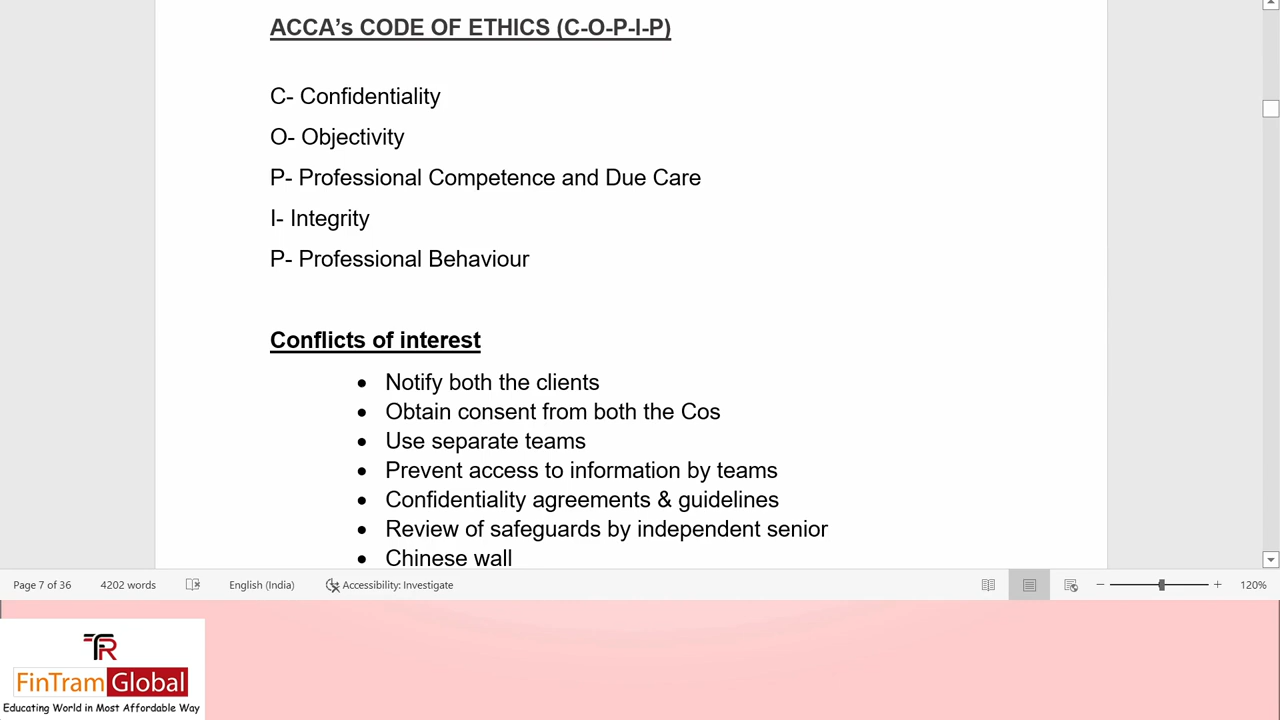 ACCA’s CODE OF ETHICS (C-O-P-I-P)
C- Confidentiality
O- Objectivity
P- Professional Competence and Due Care
I- Integrity
P- Professional Behaviour
Conflicts of interest
• Notify both the clients
• Obtain consent from both the Cos
• Use separate teams
• Prevent access to information by teams
• Confidentiality agreements & guidelines
• Review of safeguards by independent senior
• Chinese wall
Page 7 of 36 4202 words English (India) Accessibility: Investigate 120%
TR
FinTram Global
Educating World in Most Affordable Way